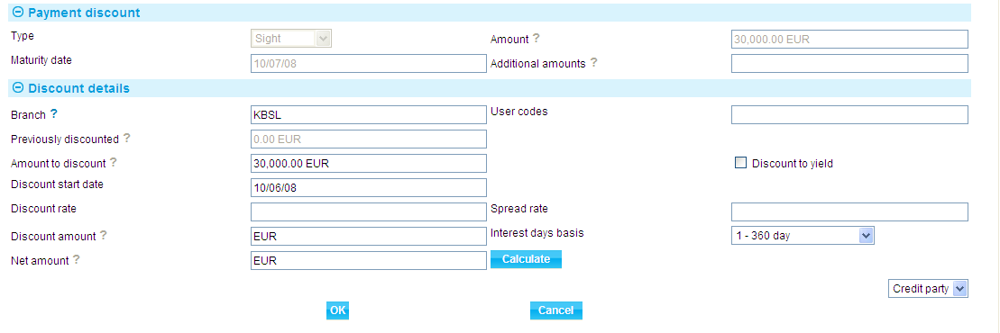 Payment discount
Type Sight Amount ? 30,000.00 EUR
Maturity date 10/07/08 Additional amounts ?
Discount details
Branch ? KBSL User codes
Previously discounted ? 0.00 EUR
Amount to discount ? 30,000.00 EUR Discount to yield
Discount start date 10/06/08
Discount rate Spread rate
Discount amount ? EUR Interest days basis 1 - 360 day
Net amount ? EUR Calculate
Credit party
OK Cancel